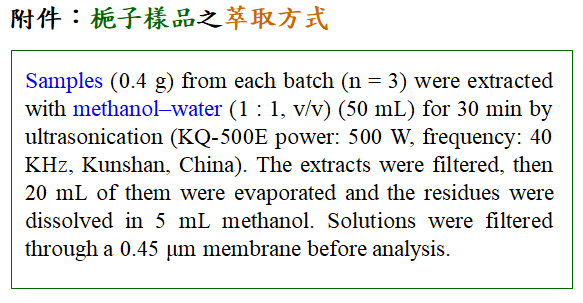 附件：梔子樣品之萃取方式
Samples (0.4 g) from each batch (n = 3) were extracted
with methanol–water (1 : 1, v/v) (50 mL) for 30 min by
ultrasonication (KQ-500E power: 500 W, frequency: 40
KHz, Kunshan, China). The extracts were filtered, then
20 mL of them were evaporated and the residues were
dissolved in 5 mL methanol. Solutions were filtered
through a 0.45 μm membrane before analysis.